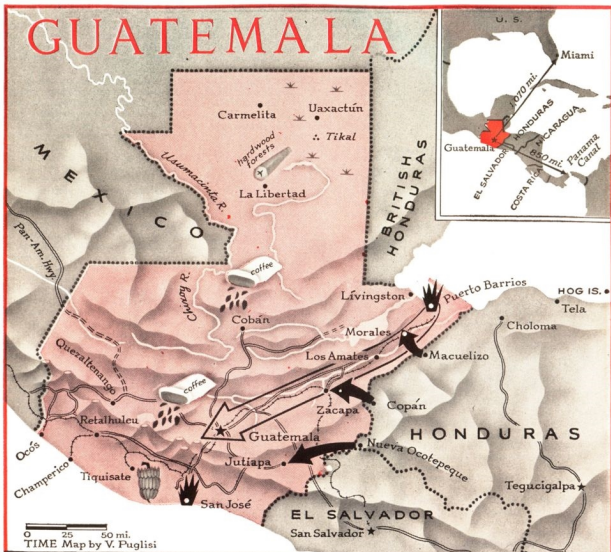 GUATEMALA
U. S.
Miami
1070 mi.
Guatemala
HONDURAS
NICARAGUA
850 mi.
Panama
Canal
EL SALVADOR
COSTA RICA
Carmelita
Uaxactún
Tikal
hardwood
forests
Usumacinta R.
La Libertad
MEXICO
BRITISH
HONDURAS
Pan-Am. Hwy.
coffee
Chixoy R.
Lívingston
Puerto Barrios
HOG IS.
Tela
Cobán
Morales
Choloma
Los Amates
Macuelizo
Quezaltenango
coffee
Zacapa
Copán
Retalhuleu
Guatemala
HONDURAS
Ocós
Jutiapa
Nueva Ocotepeque
Champerico
Tiquisate
Tegucigalpa
San José
EL SALVADOR
San Salvador
0 25 50 mi.
TIME Map by V. Puglisi